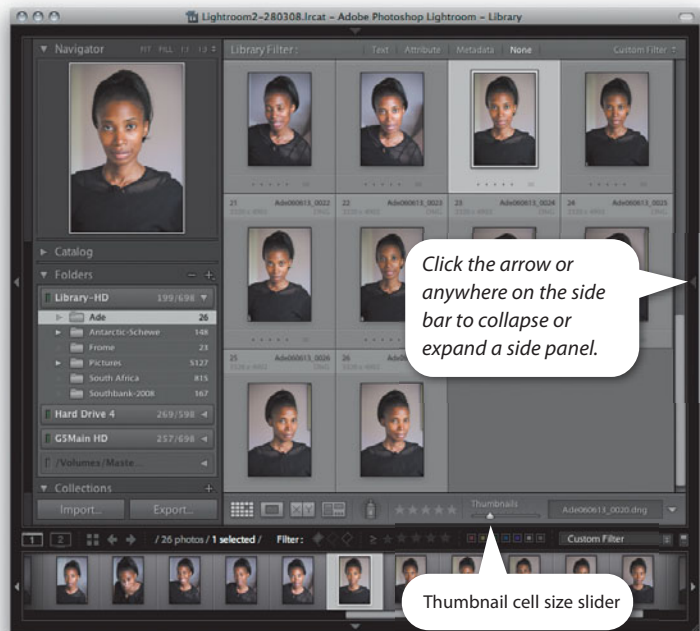 Lightroom2-280308.lrcat – Adobe Photoshop Lightroom – Library
Navigator FIT FILL 1:1 1:3
Library Filter : Text Attribute Metadata None Custom Filter
21 Ade060613_0022
22 Ade060613_0023
23 Ade060613_0024
24 Ade060613_0025
DNG DNG
Catalog
Folders
Library-HD 199/698
Ade 26
Antarctic-Schewe 148
Frome 23
Pictures 5127
South Africa 815
Southbank-2008 167
Hard Drive 4 269/598
G5Main HD 257/698
/Volumes/Maste...
Collections
Import... Export...
Click the arrow or
anywhere on the side
bar to collapse or
expand a side panel.
25 Ade060613_0026
26
Thumbnails
Ade060613_0020.dng
1 2 / 26 photos / 1 selected / Filter : Custom Filter
Thumbnail cell size slider